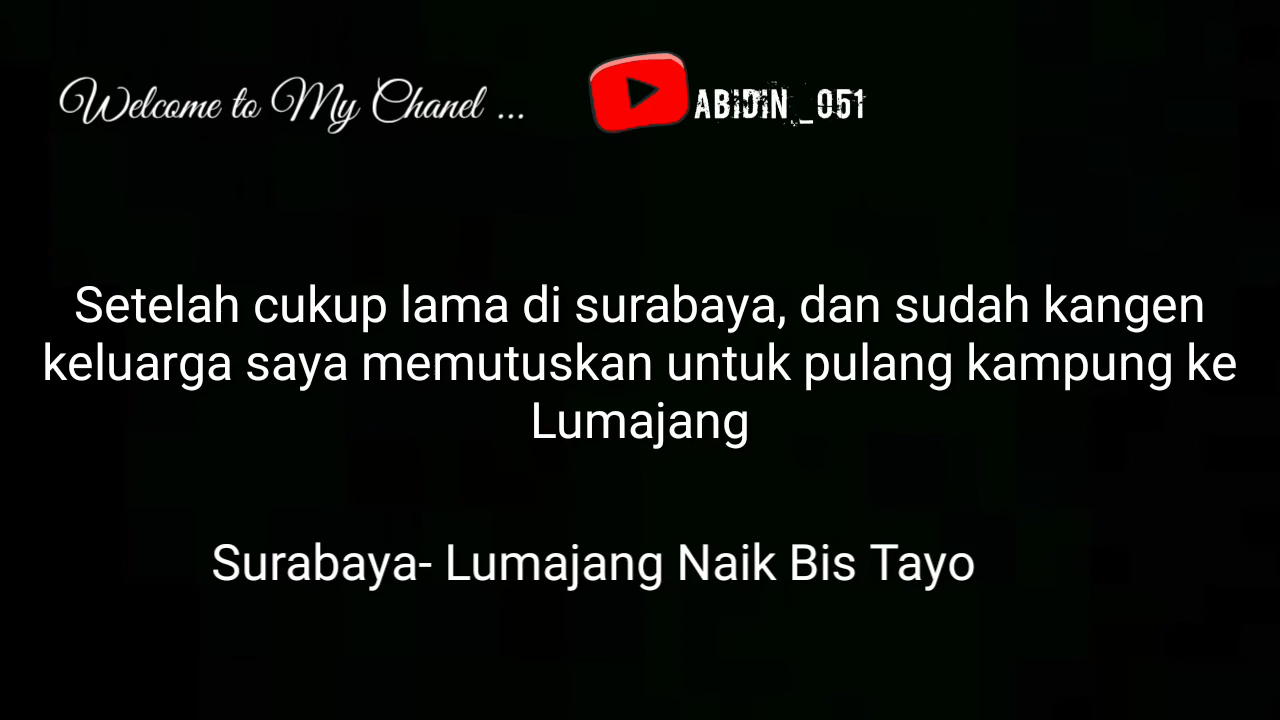 Welcome to My Chanel ... ABIDIN_051
Setelah cukup lama di surabaya, dan sudah kangen
keluarga saya memutuskan untuk pulang kampung ke
Lumajang
Surabaya- Lumajang Naik Bis Tayo